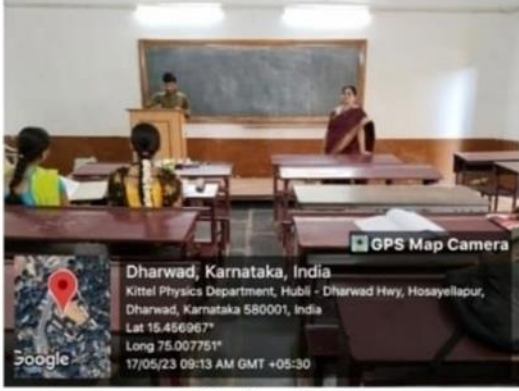 GPS Map Camera
Dharwad, Karnataka, India
Kittel Physics Department, Hubli - Dharwad Hwy, Hosayellapur,
Dharwad, Karnataka 580001, India
Lat 15.456967°
Long 75.007751°
17/05/23 09:13 AM GMT +05:30
Google